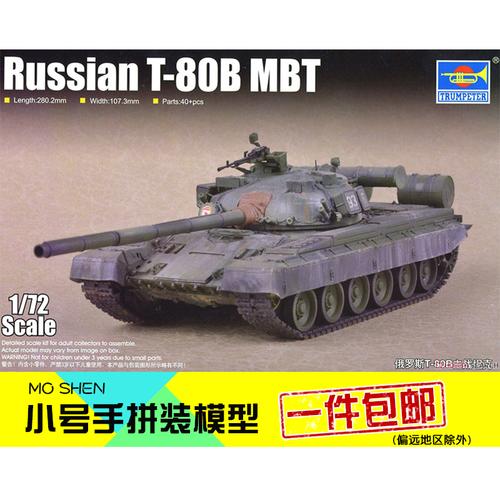 Russian T-80B MBT
Length:280.2mm Width:107.3mm Parts:40+pcs
TRUMPETER
®
93
1/72
Scale
Detailed scale kit for adult collectors to assemble.
Actual model may vary from image on box.
WARNING! Not for children under 3 years due to small parts.
俄罗斯T-80B主战坦克
MO SHEN
小号手拼装模型
一件包邮
(偏远地区除外)